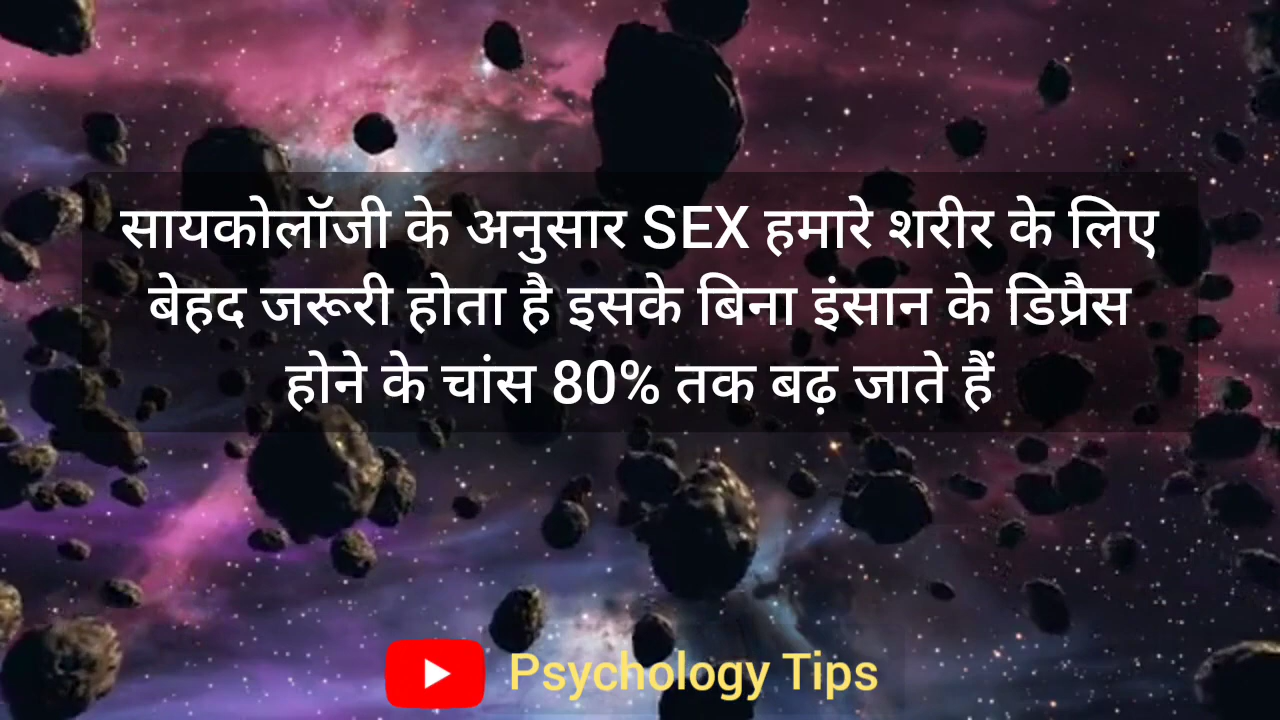 सायकोलॉजी के अनुसार SEX हमारे शरीर के लिए
बेहद जरूरी होता है इसके बिना इंसान के डिप्रैस
होने के चांस 80% तक बढ़ जाते हैं
Psychology Tips